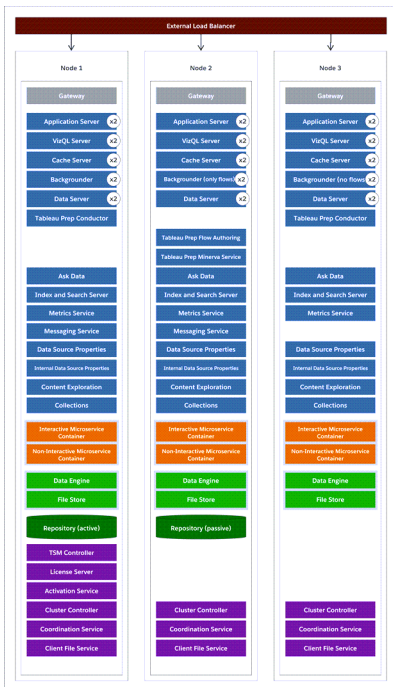 External Load Balancer
Node 1
Gateway
Application Server x2
VizQL Server x2
Cache Server x2
Backgrounder x2
Data Server x2
Tableau Prep Conductor
Ask Data
Index and Search Server
Metrics Service
Messaging Service
Data Source Properties
Internal Data Source Properties
Content Exploration
Collections
Interactive Microservice
Container
Non-Interactive Microservice
Container
Data Engine
File Store
Repository (active)
TSM Controller
License Server
Activation Service
Cluster Controller
Coordination Service
Client File Service
Node 2
Gateway
Application Server x2
VizQL Server x2
Cache Server x2
Backgrounder (only flows) x2
Data Server x2
Tableau Prep Flow Authoring
Tableau Prep Minerva Service
Ask Data
Index and Search Server
Metrics Service
Messaging Service
Data Source Properties
Internal Data Source Properties
Content Exploration
Collections
Interactive Microservice
Container
Non-Interactive Microservice
Container
Data Engine
File Store
Repository (passive)
Cluster Controller
Coordination Service
Client File Service
Node 3
Gateway
Application Server x2
VizQL Server x2
Cache Server x2
Backgrounder (no flows) x2
Data Server x2
Tableau Prep Conductor
Ask Data
Index and Search Server
Metrics Service
Data Source Properties
Internal Data Source Properties
Content Exploration
Collections
Interactive Microservice
Container
Non-Interactive Microservice
Container
Data Engine
File Store
Cluster Controller
Coordination Service
Client File Service